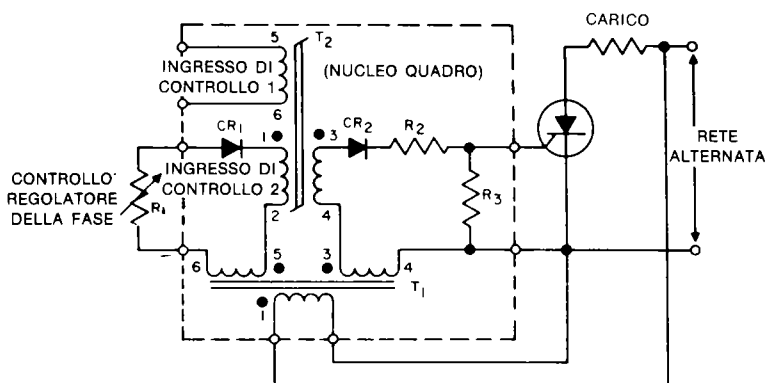 CARICO
5
T2
INGRESSO DI
CONTROLLO 1
(NUCLEO QUADRO)
6
CR1
1
3
CR2
R2
INGRESSO DI
CONTROLLO 2
CONTROLLO
REGOLATORE
DELLA FASE
R1
R3
RETE
ALTERNATA
2
4
6
5
3
4
T1
1